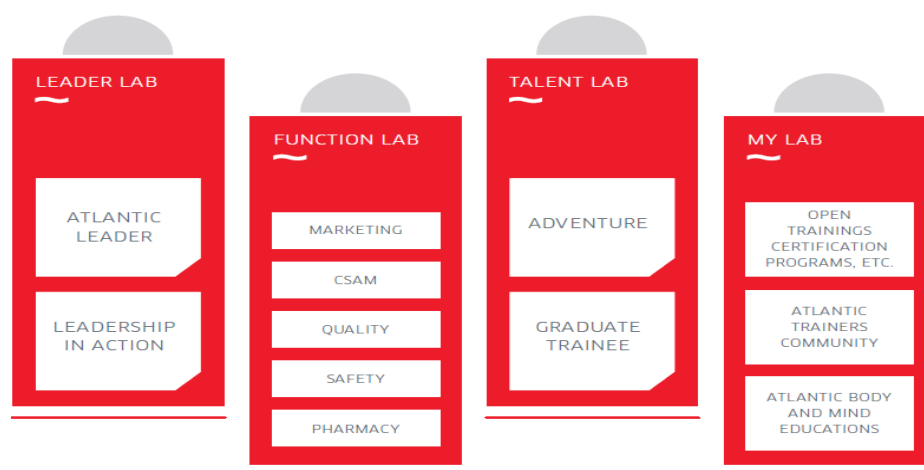 LEADER LAB
ATLANTIC
LEADER
LEADERSHIP
IN ACTION
FUNCTION LAB
MARKETING
CSAM
QUALITY
SAFETY
PHARMACY
TALENT LAB
ADVENTURE
GRADUATE
TRAINEE
MY LAB
OPEN
TRAININGS
CERTIFICATION
PROGRAMS, ETC.
ATLANTIC
TRAINERS
COMMUNITY
ATLANTIC BODY
AND MIND
EDUCATIONS